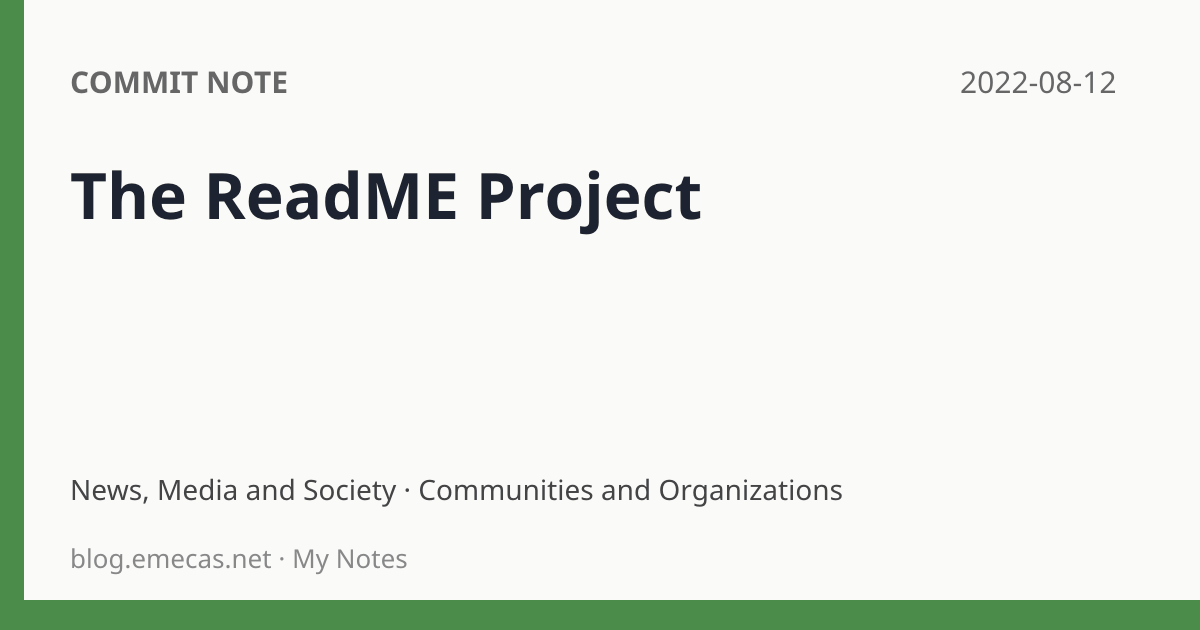 COMMIT NOTE
2022-08-12
The ReadME Project
News, Media and Society · Communities and Organizations
blog.emecas.net · My Notes